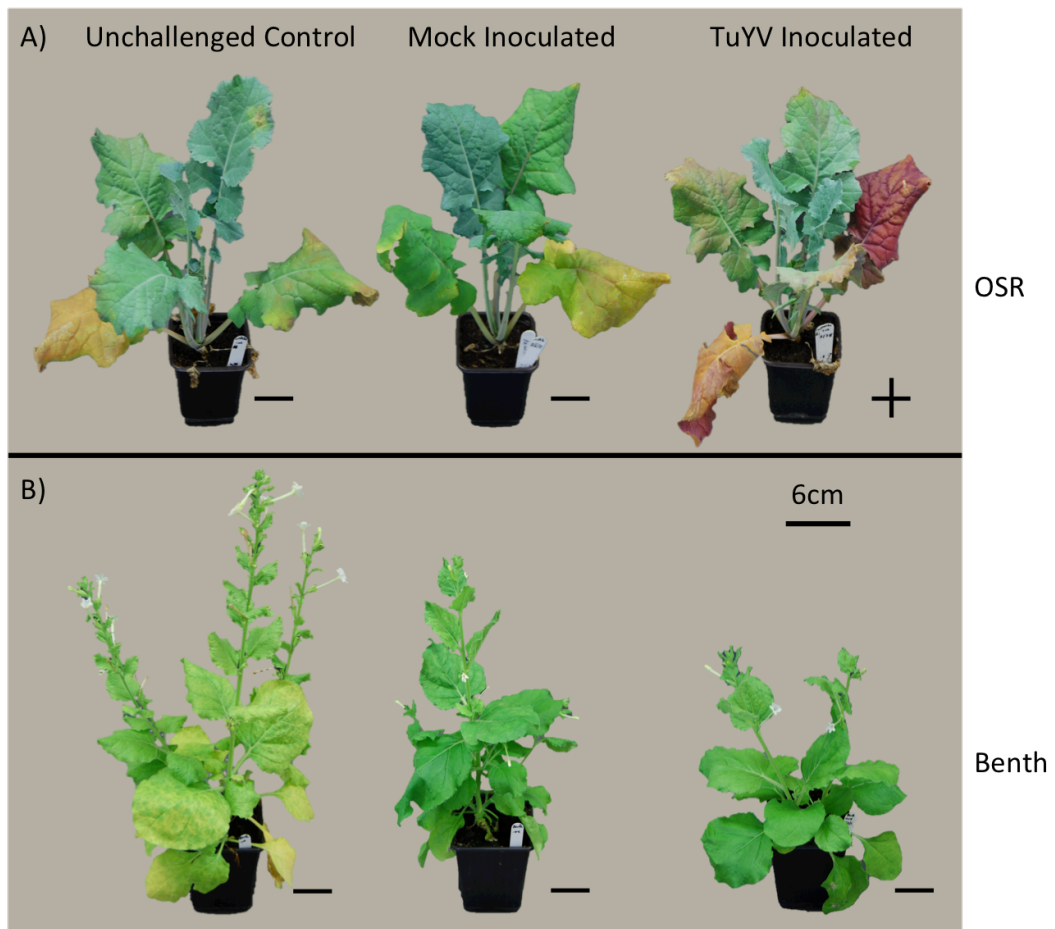 A) Unchallenged Control Mock Inoculated TuYV Inoculated
OSR
− − +
B) 6cm
Benth
− − −